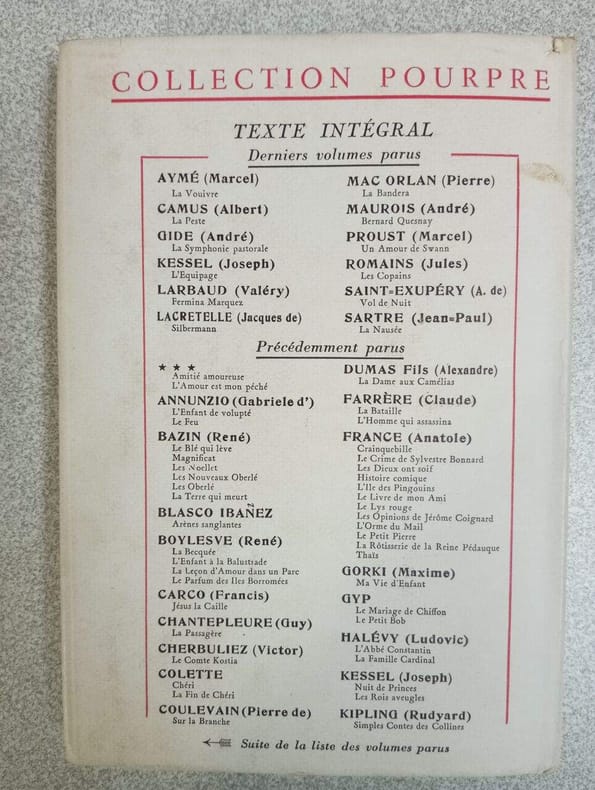 COLLECTION POURPRE
TEXTE INTÉGRAL
Derniers volumes parus
AYMÉ (Marcel)
La Vouivre
CAMUS (Albert)
La Peste
GIDE (André)
La Symphonie pastorale
KESSEL (Joseph)
L'Equipage
LARBAUD (Valéry)
Fermina Marquez
LACRETELLE (Jacques de)
Silbermann
MAC ORLAN (Pierre)
La Bandera
MAUROIS (André)
Bernard Quesnay
PROUST (Marcel)
Un Amour de Swann
ROMAINS (Jules)
Les Copains
SAINT=EXUPÉRY (A. de)
Vol de Nuit
SARTRE (Jean=Paul)
La Nausée
Précédemment parus
★ ★ ★
Amitié amoureuse
L'Amour est mon péché
ANNUNZIO (Gabriele d')
L'Enfant de volupté
Le Feu
BAZIN (René)
Le Blé qui lève
Magnificat
Les Noellet
Les Nouveaux Oberlé
Les Oberlé
La Terre qui meurt
BLASCO IBAÑEZ
Arènes sanglantes
BOYLESVE (René)
La Becquée
L'Enfant à la Balustrade
La Leçon d'Amour dans un Parc
Le Parfum des Iles Borromées
CARCO (Francis)
Jésus la Caille
CHANTEPLEURE (Guy)
La Passagère
CHERBULIEZ (Victor)
Le Comte Kostia
COLETTE
Chéri
La Fin de Chéri
COULEVAIN (Pierre de)
Sur la Branche
DUMAS Fils (Alexandre)
La Dame aux Camélias
FARRÈRE (Claude)
La Bataille
L'Homme qui assassina
FRANCE (Anatole)
Crainquebille
Le Crime de Sylvestre Bonnard
Les Dieux ont soif
Histoire comique
L'Ile des Pingouins
Le Livre de mon Ami
Le Lys rouge
Les Opinions de Jérôme Coignard
L'Orme du Mail
Le Petit Pierre
La Rôtisserie de la Reine Pédauque
Thaïs
GORKI (Maxime)
Ma Vie d'Enfant
GYP
Le Mariage de Chiffon
Le Petit Bob
HALÉVY (Ludovic)
L'Abbé Constantin
La Famille Cardinal
KESSEL (Joseph)
Nuit de Princes
Les Rois aveugles
KIPLING (Rudyard)
Simples Contes des Collines
Suite de la liste des volumes parus